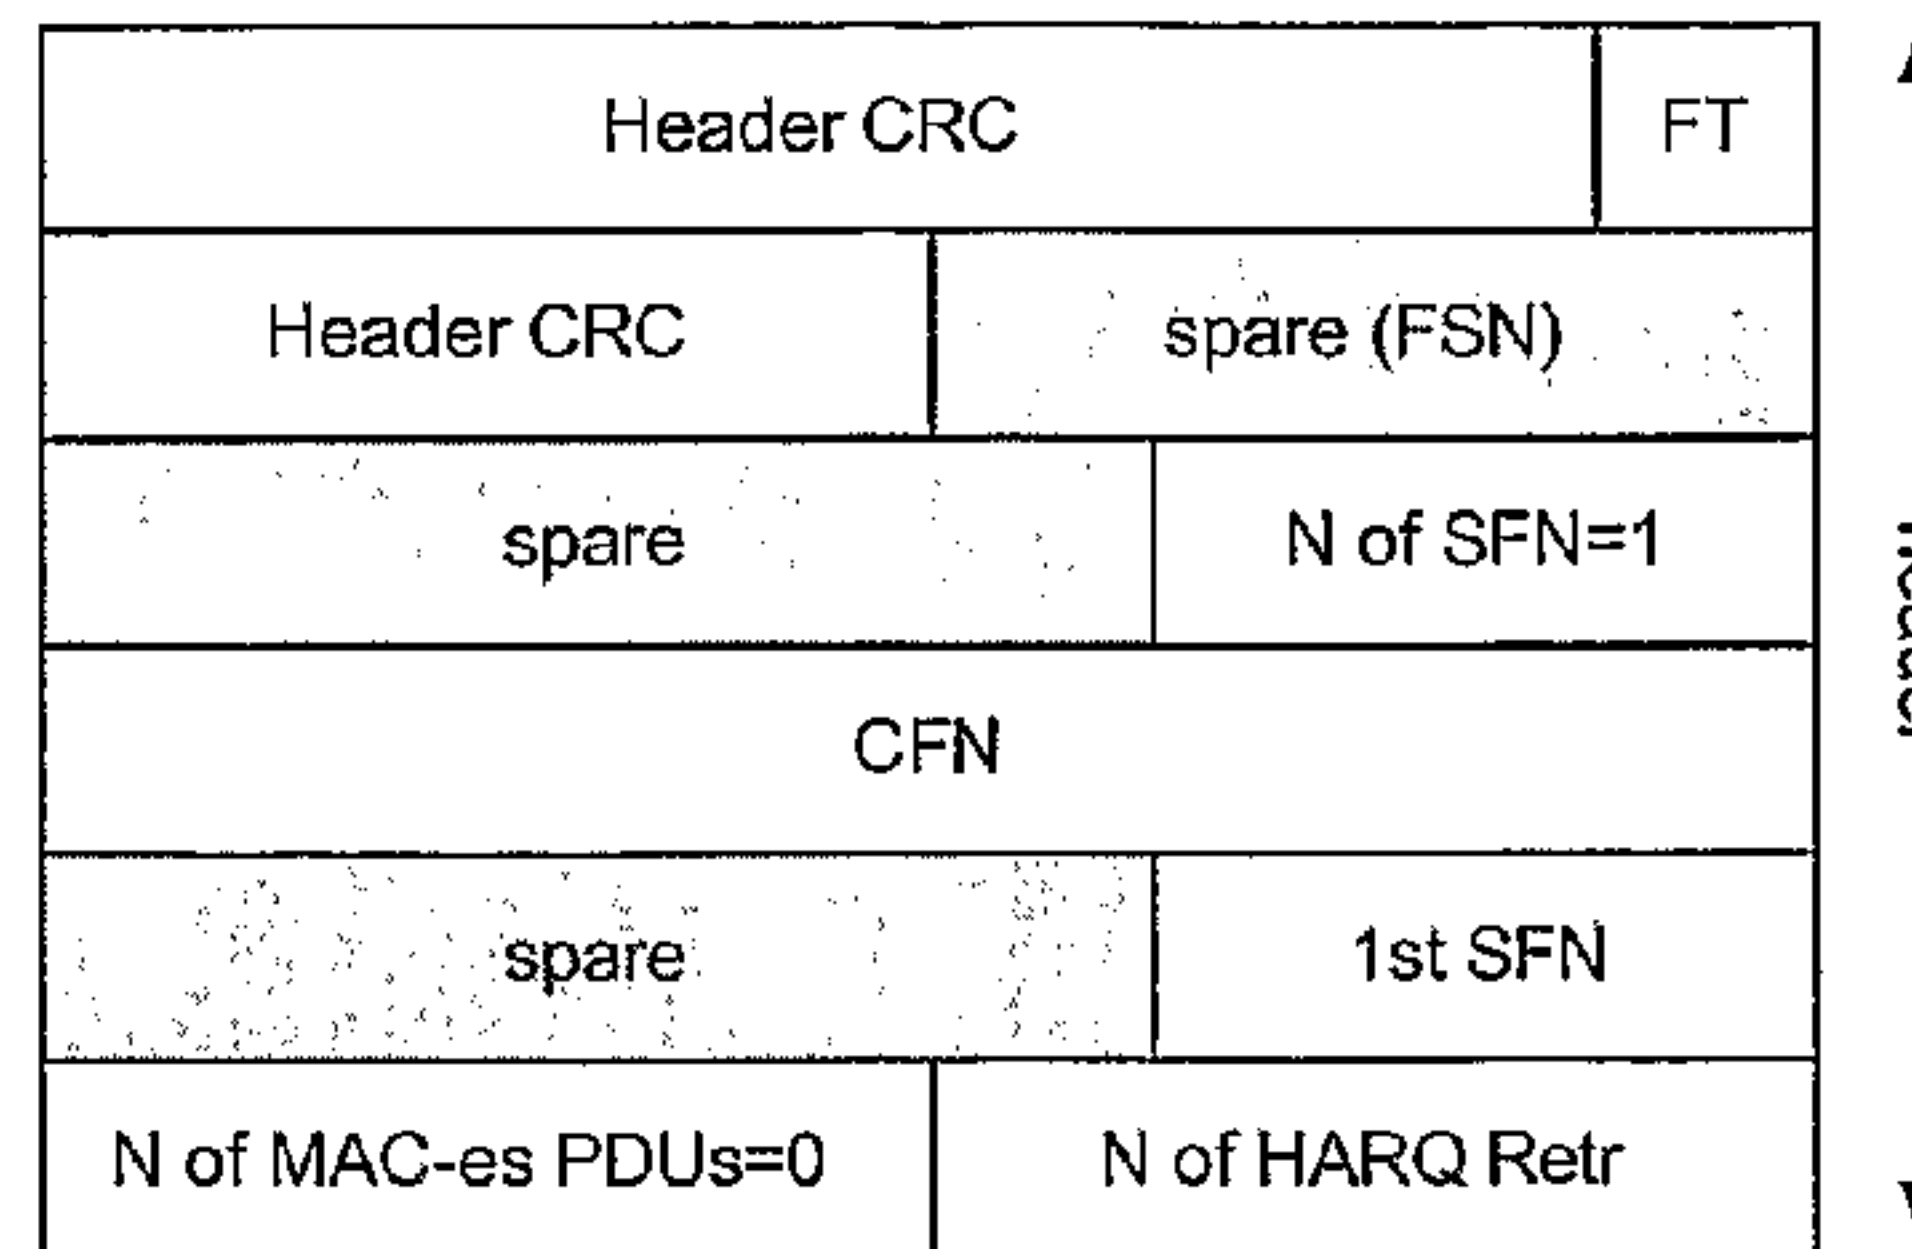 Header CRC FT
Header CRC spare (FSN)
spare N of SFN=1
CFN
spare 1st SFN
N of MAC-es PDUs=0 N of HARQ Retr